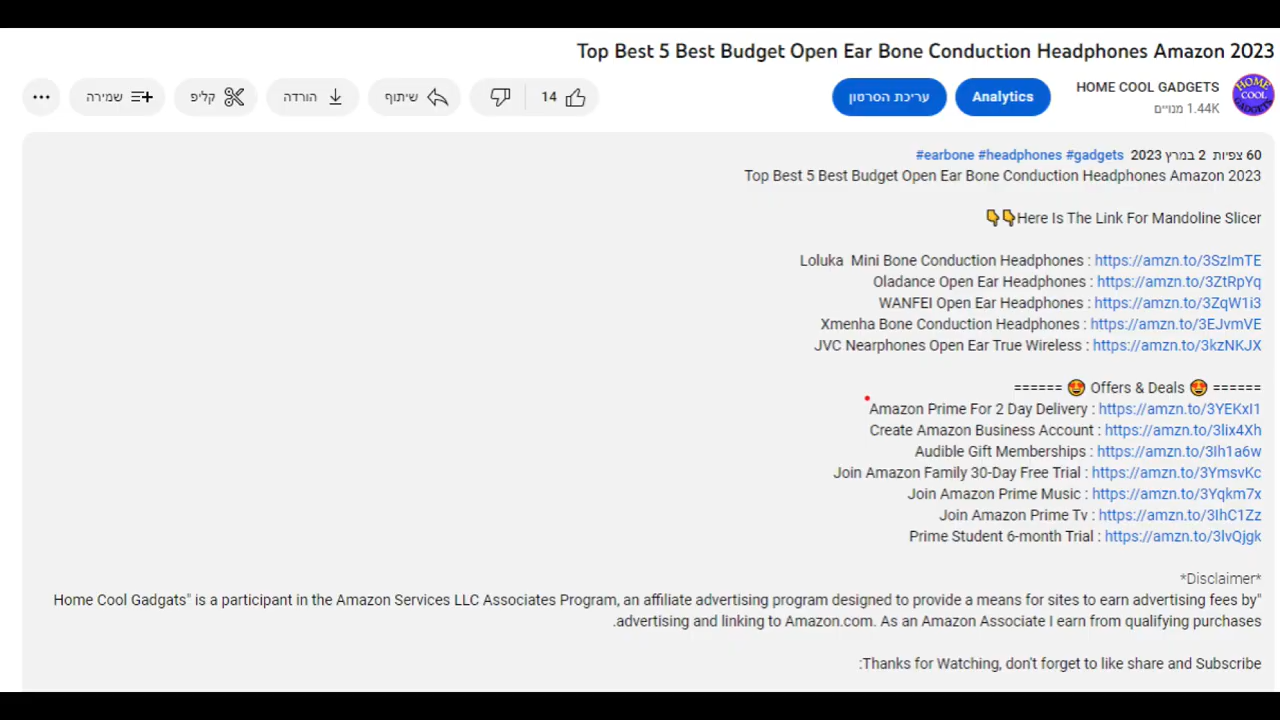 Top Best 5 Best Budget Open Ear Bone Conduction Headphones Amazon 2023
HOME COOL GADGETS
1.44K מנויים
HOME COOL GADGETS
Analytics
עריכת הסרטון
14
שיתוף
הורדה
קליפ
שמירה
60 צפיות 2 במרץ 2023 #earbone #headphones #gadgets
Top Best 5 Best Budget Open Ear Bone Conduction Headphones Amazon 2023
👇👇Here Is The Link For Mandoline Slicer
Loluka Mini Bone Conduction Headphones : https://amzn.to/3SzImTE
Oladance Open Ear Headphones : https://amzn.to/3ZtRpYq
WANFEI Open Ear Headphones : https://amzn.to/3ZqW1i3
Xmenha Bone Conduction Headphones : https://amzn.to/3EJvmVE
JVC Nearphones Open Ear True Wireless : https://amzn.to/3kzNKJX
====== 🤩 Offers & Deals 🤩 ======
Amazon Prime For 2 Day Delivery : https://amzn.to/3YEKxI1
Create Amazon Business Account : https://amzn.to/3lix4Xh
Audible Gift Memberships : https://amzn.to/3Ih1a6w
Join Amazon Family 30-Day Free Trial : https://amzn.to/3YmsvKc
Join Amazon Prime Music : https://amzn.to/3Yqkm7x
Join Amazon Prime Tv : https://amzn.to/3IhC1Zz
Prime Student 6-month Trial : https://amzn.to/3lvQjgk
*Disclaimer*
Home Cool Gadgats" is a participant in the Amazon Services LLC Associates Program, an affiliate advertising program designed to provide a means for sites to earn advertising fees by"
.advertising and linking to Amazon.com. As an Amazon Associate I earn from qualifying purchases
:Thanks for Watching, don't forget to like share and Subscribe